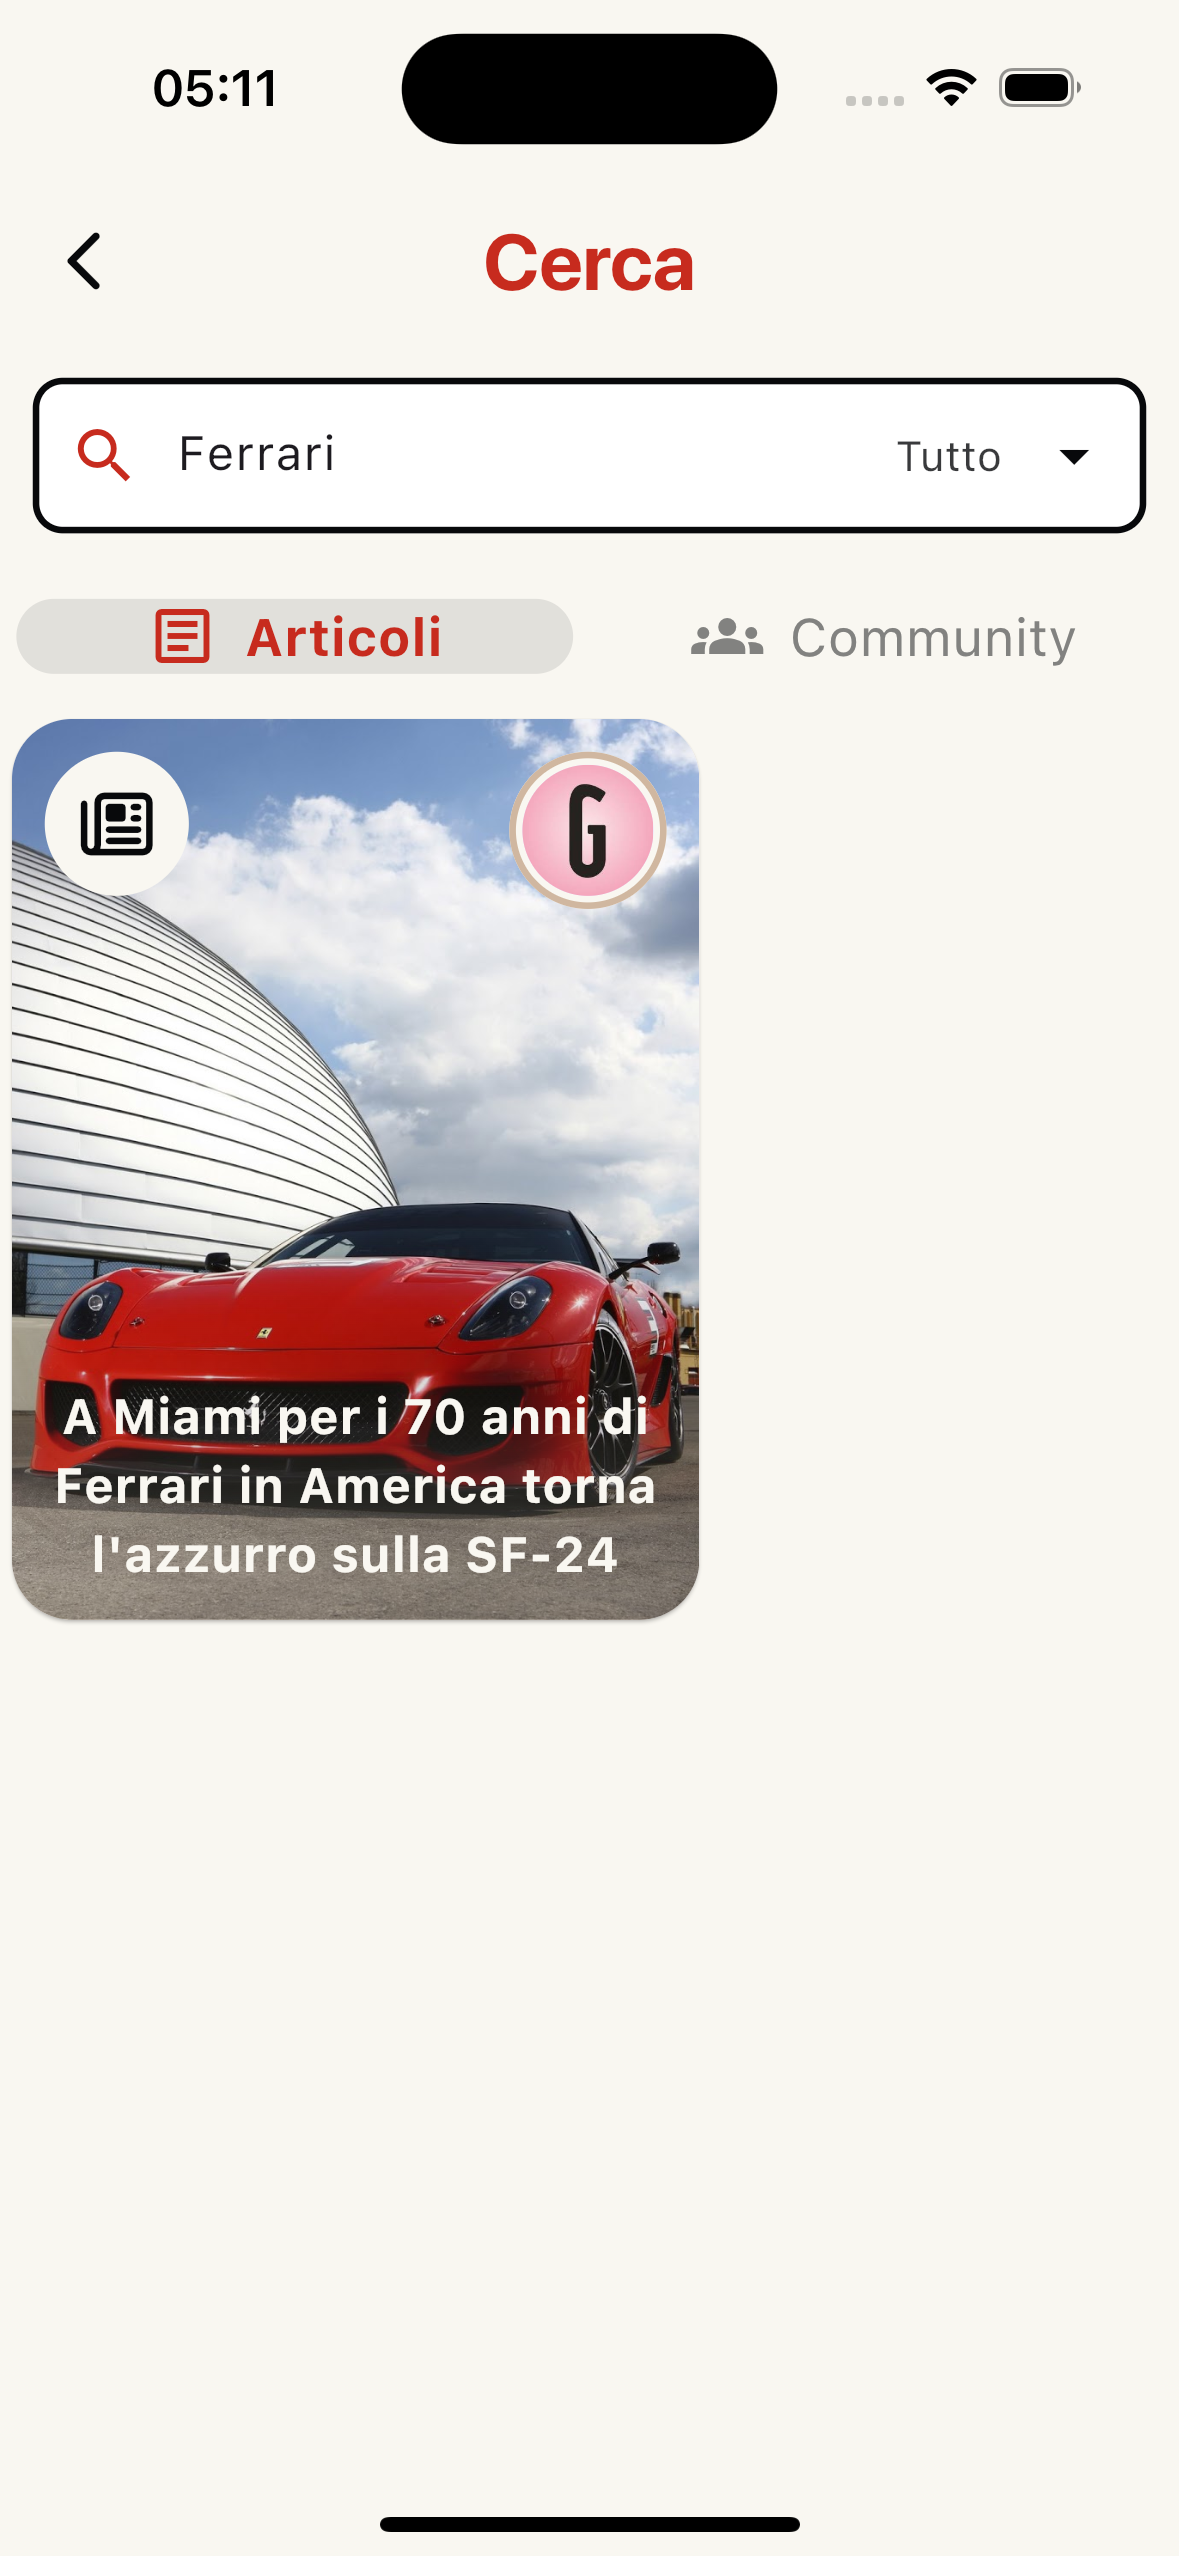 05:11
Cerca
Ferrari
Tutto
Articoli
Community
G
A Miami per i 70 anni di
Ferrari in America torna
l'azzurro sulla SF-24